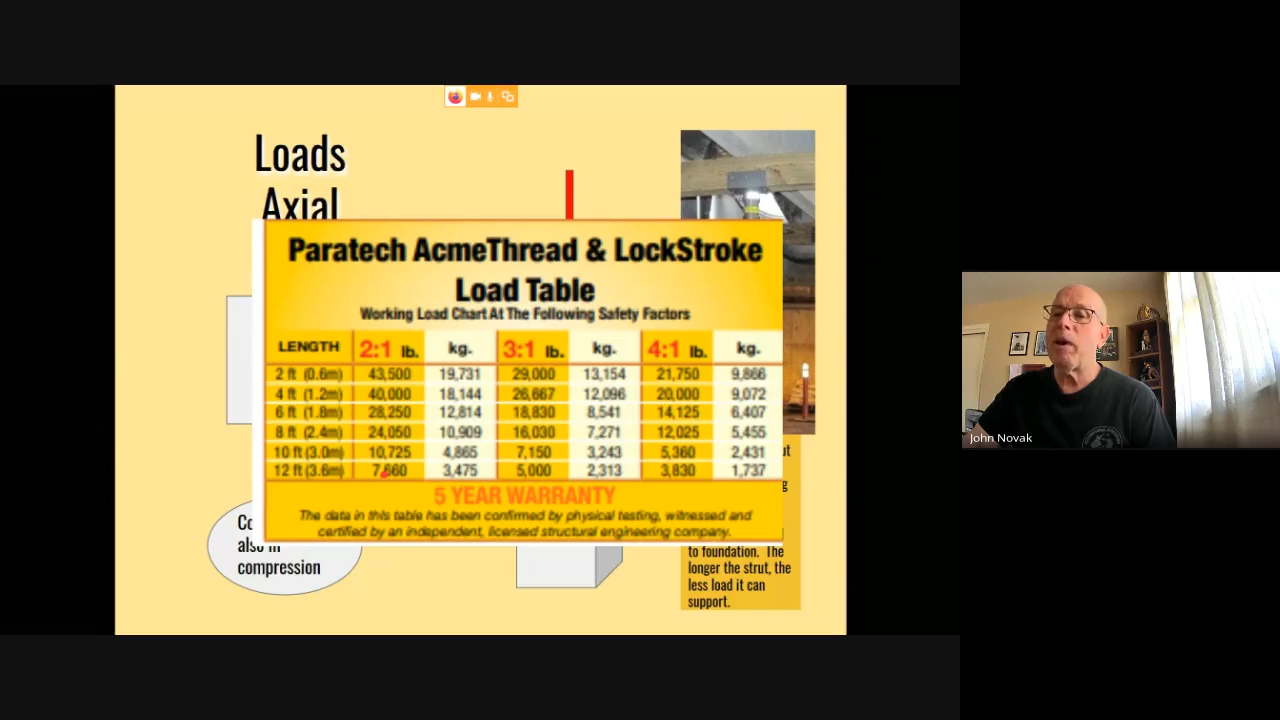 Loads
Axial
Paratech AcmeThread & LockStroke
Load Table
Working Load Chart At The Following Safety Factors
LENGTH 2:1 lb. kg. 3:1 lb. kg. 4:1 lb. kg.
2 ft (0.6m) 43,500 19,731 29,000 13,154 21,750 9,866
4 ft (1.2m) 40,000 18,144 26,667 12,096 20,000 9,072
6 ft (1.8m) 28,250 12,814 18,830 8,541 14,125 6,407
8 ft (2.4m) 24,050 10,909 16,030 7,271 12,025 5,455
10 ft (3.0m) 10,725 4,865 7,150 3,243 5,360 2,431
12 ft (3.6m) 7,660 3,475 5,000 2,313 3,830 1,737
5 YEAR WARRANTY
The data in this table has been confirmed by physical testing, witnessed and
certified by an independent, licensed structural engineering company.
also in
compression
to foundation. The
longer the strut, the
less load it can
support.
John Novak